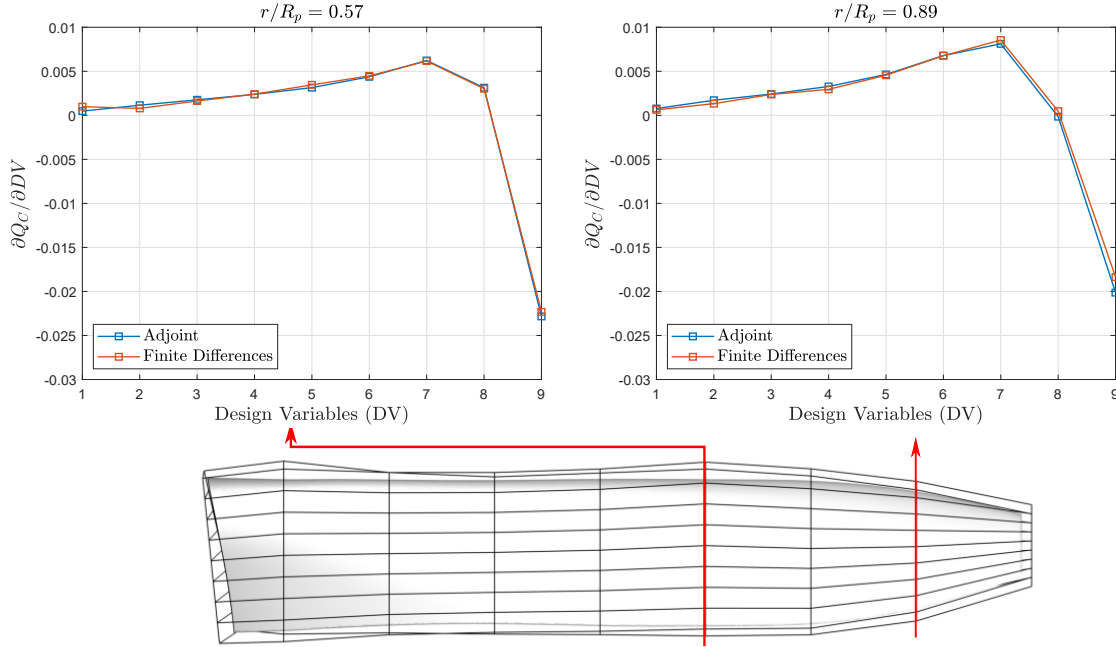 r/R_p = 0.57
0.01
0.005
0
-0.005
-0.01
-0.015
-0.02
-0.025
-0.03
∂Q_C/∂DV
Adjoint
Finite Differences
1 2 3 4 5 6 7 8 9
Design Variables (DV)
r/R_p = 0.89
0.01
0.005
0
-0.005
-0.01
-0.015
-0.02
-0.025
-0.03
∂Q_C/∂DV
Adjoint
Finite Differences
1 2 3 4 5 6 7 8 9
Design Variables (DV)